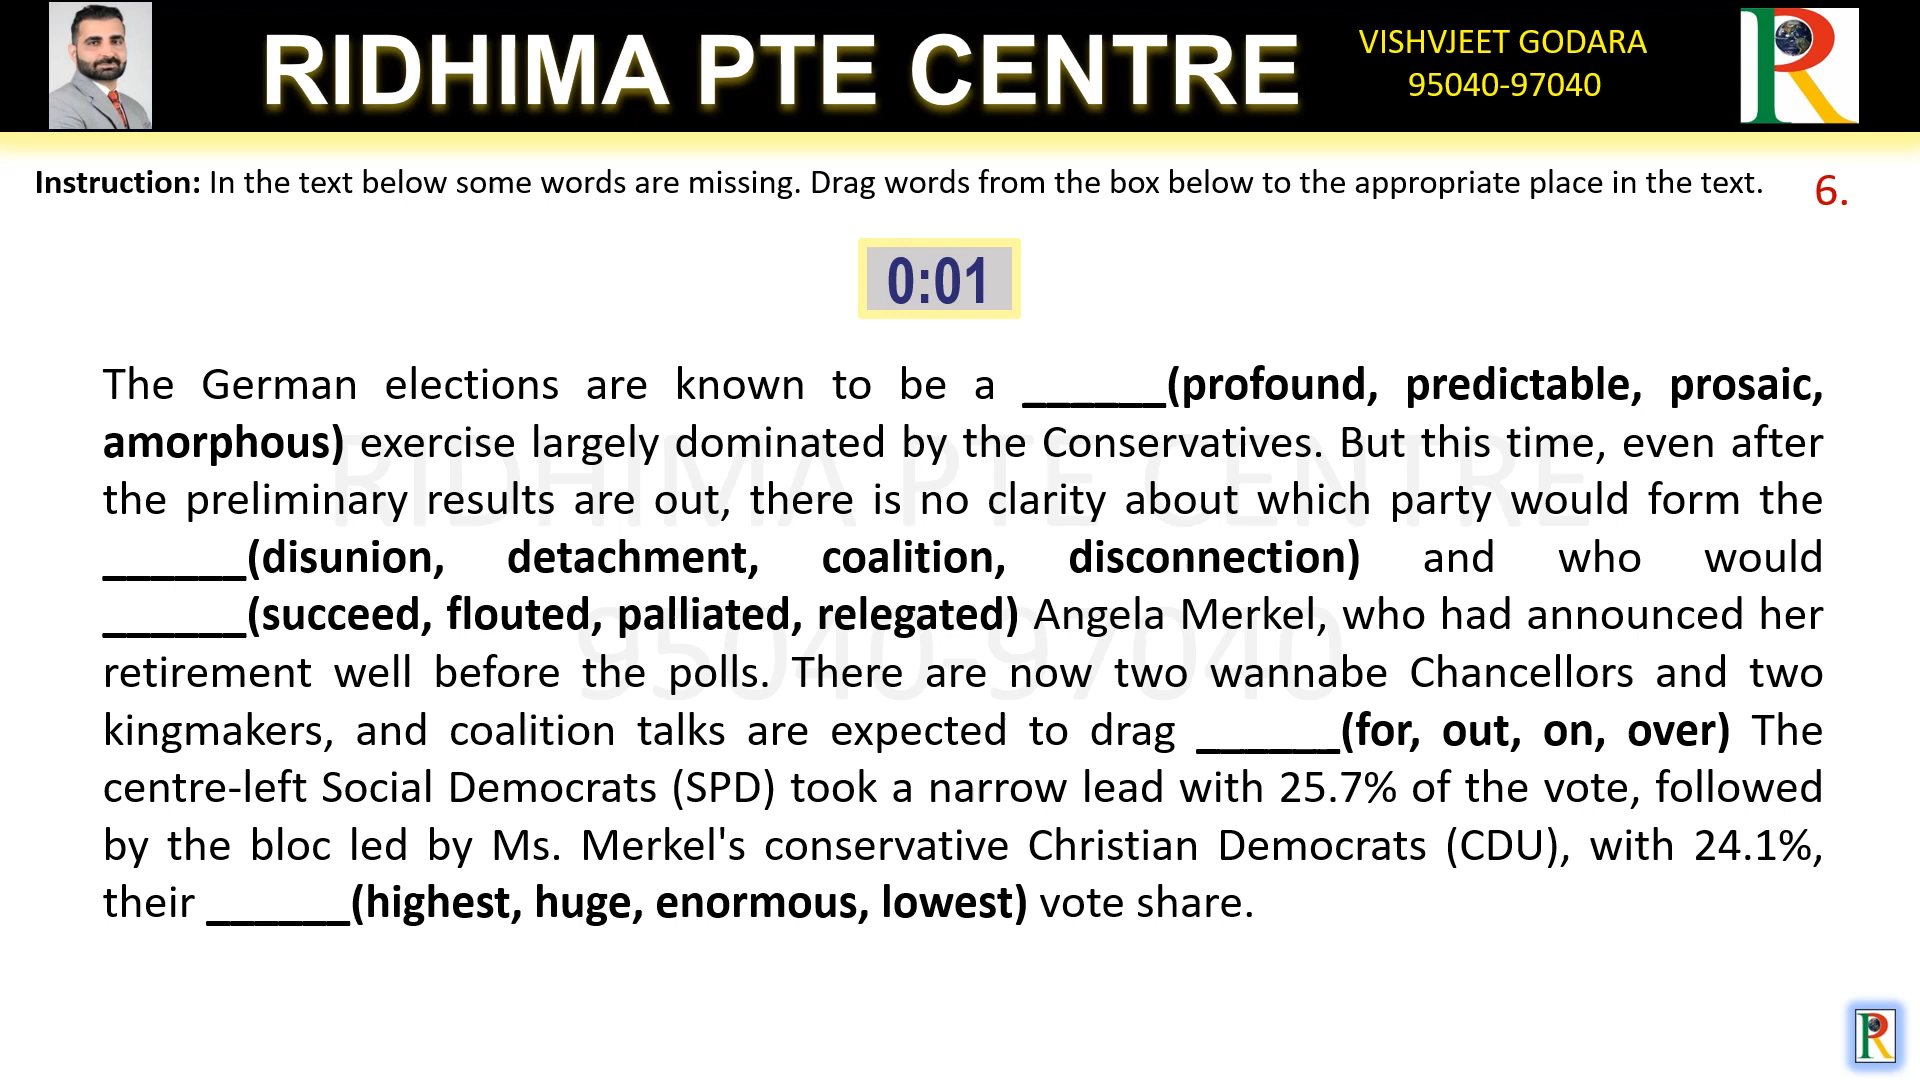 RIDHIMA PTE CENTRE
VISHVJEET GODARA
95040-97040
R
Instruction: In the text below some words are missing. Drag words from the box below to the appropriate place in the text.
6.
0:01
The German elections are known to be a ______(profound, predictable, prosaic,
amorphous) exercise largely dominated by the Conservatives. But this time, even after
the preliminary results are out, there is no clarity about which party would form the
______(disunion, detachment, coalition, disconnection) and who would
______(succeed, flouted, palliated, relegated) Angela Merkel, who had announced her
retirement well before the polls. There are now two wannabe Chancellors and two
kingmakers, and coalition talks are expected to drag ______(for, out, on, over) The
centre-left Social Democrats (SPD) took a narrow lead with 25.7% of the vote, followed
by the bloc led by Ms. Merkel's conservative Christian Democrats (CDU), with 24.1%,
their ______(highest, huge, enormous, lowest) vote share.
RIDHIMA PTE CENTRE
95040-97040
R